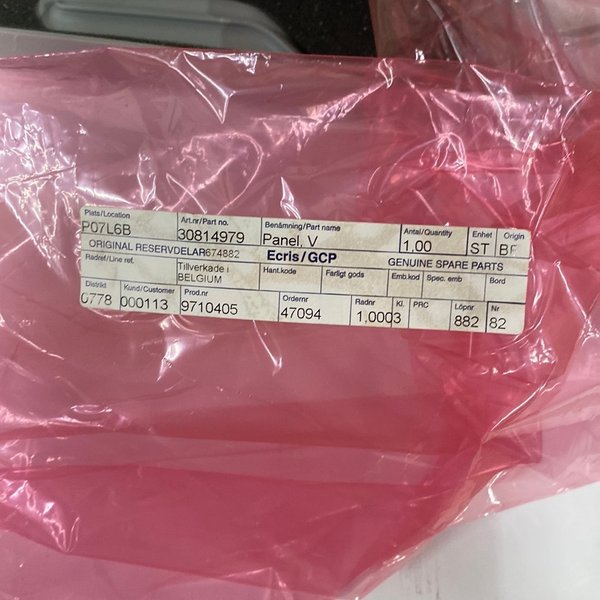 Plats/Location Art.nr/Part no. Benämning/Part name Antal/Quantity Enhet Origin
P07L6B 30814979 Panel, V 1,00 ST BE
ORIGINAL RESERVDELAR674882 Ecris/GCP GENUINE SPARE PARTS
Radref/Line ref. Tillverkade i Hant.kode Farligt gods Emb.kod Spec. emb Bord
BELGIUM
Distrikt Kund/Customer Prod.nr Ordernr Radnr Kl. PRC Löpnr Nr
0778 000113 9710405 47094 1,0003 882 82